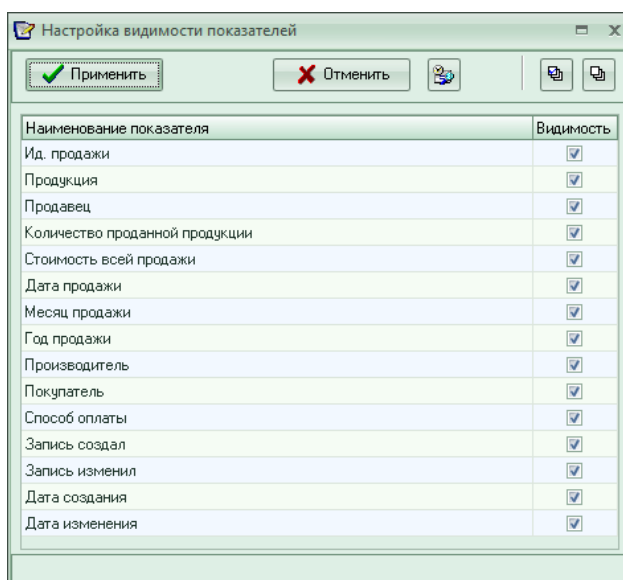 Настройка видимости показателей
Применить Отменить
Наименование показателя Видимость
Ид. продажи
Продукция
Продавец
Количество проданной продукции
Стоимость всей продажи
Дата продажи
Месяц продажи
Год продажи
Производитель
Покупатель
Способ оплаты
Запись создал
Запись изменил
Дата создания
Дата изменения